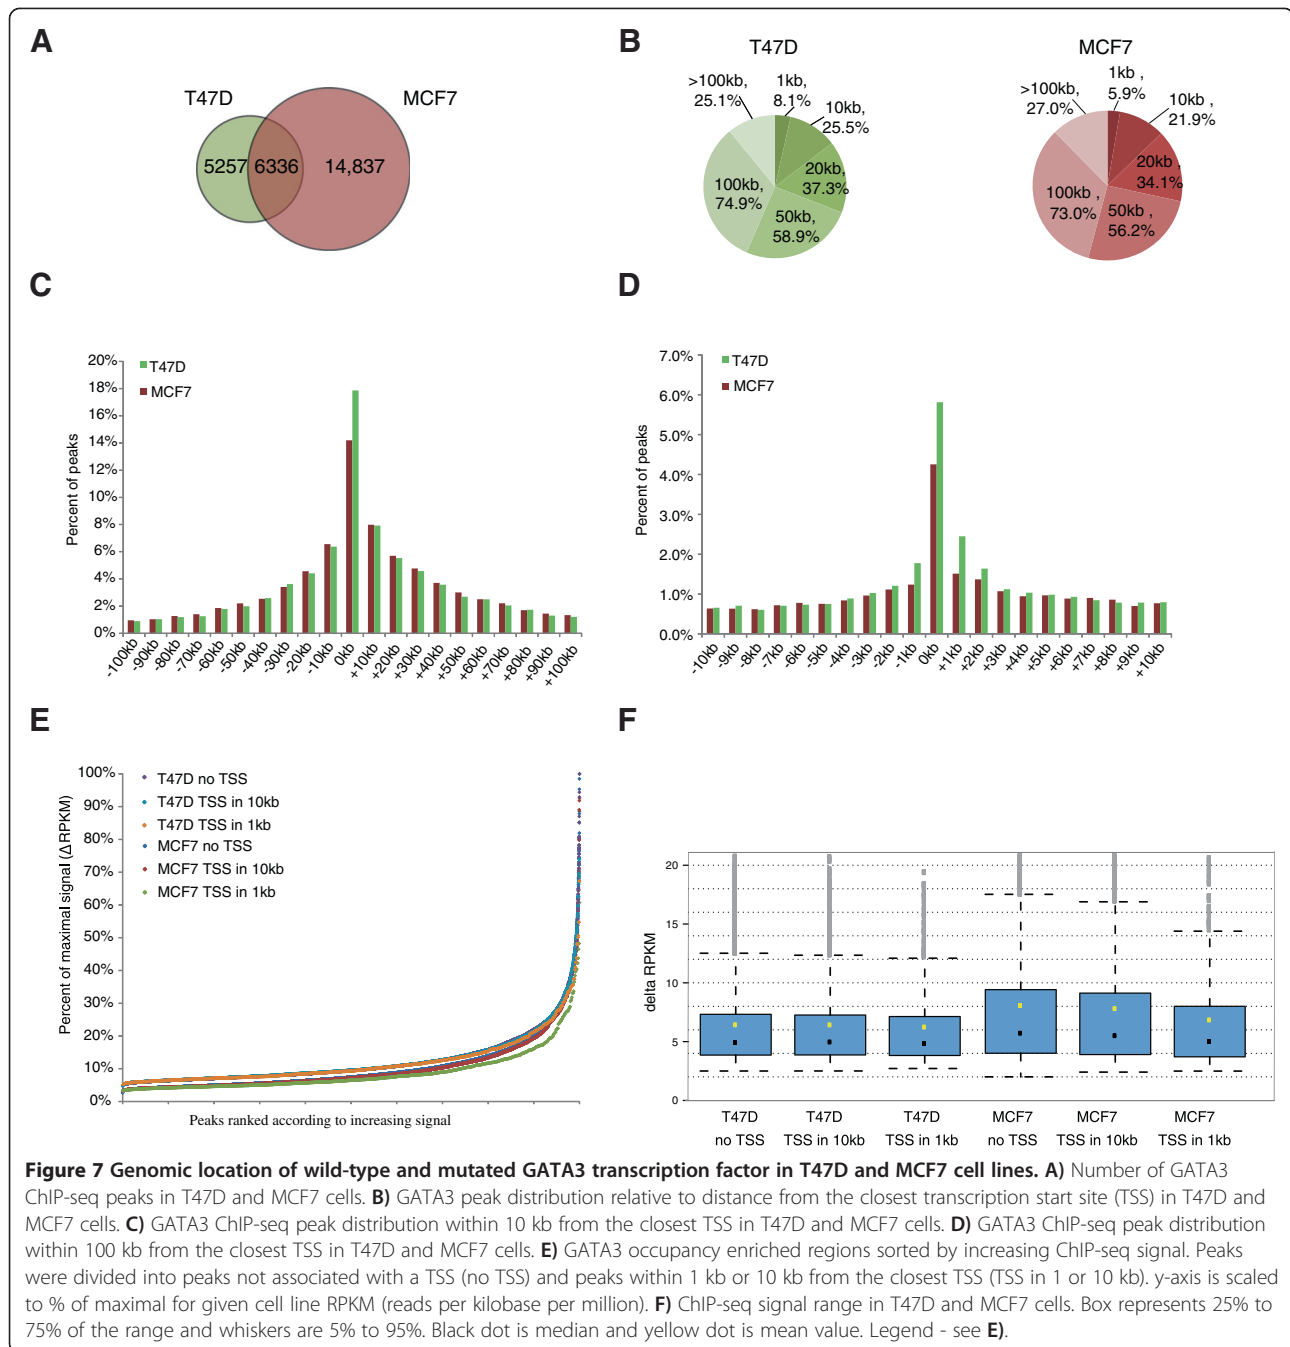 A
T47D
MCF7
5257
6336
14,837
B
T47D
>100kb,
25.1%
1kb,
8.1%
10kb,
25.5%
20kb,
37.3%
50kb,
58.9%
100kb,
74.9%
MCF7
>100kb,
27.0%
1kb ,
5.9%
10kb ,
21.9%
20kb ,
34.1%
50kb ,
56.2%
100kb ,
73.0%
C
Percent of peaks
20%
18%
16%
14%
12%
10%
8%
6%
4%
2%
0%
T47D
MCF7
-100kb
-90kb
-80kb
-70kb
-60kb
-50kb
-40kb
-30kb
-20kb
-10kb
0kb
+10kb
+20kb
+30kb
+40kb
+50kb
+60kb
+70kb
+80kb
+90kb
+100kb
D
Percent of peaks
7.0%
6.0%
5.0%
4.0%
3.0%
2.0%
1.0%
0.0%
T47D
MCF7
-10kb
-9kb
-8kb
-7kb
-6kb
-5kb
-4kb
-3kb
-2kb
-1kb
0kb
+1kb
+2kb
+3kb
+4kb
+5kb
+6kb
+7kb
+8kb
+9kb
+10kb
E
Percent of maximal signal (ΔRPKM)
100%
90%
80%
70%
60%
50%
40%
30%
20%
10%
0%
T47D no TSS
T47D TSS in 10kb
T47D TSS in 1kb
MCF7 no TSS
MCF7 TSS in 10kb
MCF7 TSS in 1kb
Peaks ranked according to increasing signal
F
delta RPKM
20
15
10
5
0
T47D
no TSS
T47D
TSS in 10kb
T47D
TSS in 1kb
MCF7
no TSS
MCF7
TSS in 10kb
MCF7
TSS in 1kb
Figure 7 Genomic location of wild-type and mutated GATA3 transcription factor in T47D and MCF7 cell lines. A) Number of GATA3
ChIP-seq peaks in T47D and MCF7 cells. B) GATA3 peak distribution relative to distance from the closest transcription start site (TSS) in T47D and
MCF7 cells. C) GATA3 ChIP-seq peak distribution within 10 kb from the closest TSS in T47D and MCF7 cells. D) GATA3 ChIP-seq peak distribution
within 100 kb from the closest TSS in T47D and MCF7 cells. E) GATA3 occupancy enriched regions sorted by increasing ChIP-seq signal. Peaks
were divided into peaks not associated with a TSS (no TSS) and peaks within 1 kb or 10 kb from the closest TSS (TSS in 1 or 10 kb). y-axis is scaled
to % of maximal for given cell line RPKM (reads per kilobase per million). F) ChIP-seq signal range in T47D and MCF7 cells. Box represents 25% to
75% of the range and whiskers are 5% to 95%. Black dot is median and yellow dot is mean value. Legend - see E).